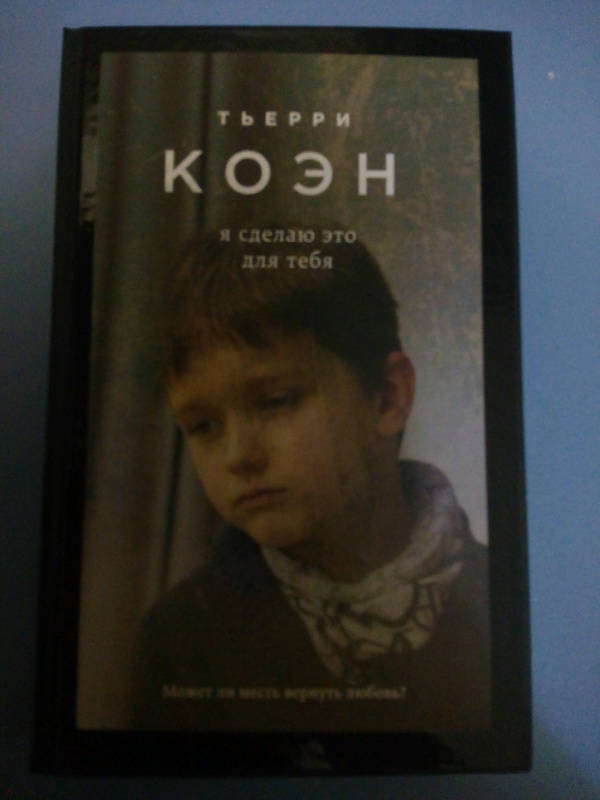 ТЬЕРРИ
КОЭН
я сделаю это
для тебя
Может ли месть вернуть любовь?